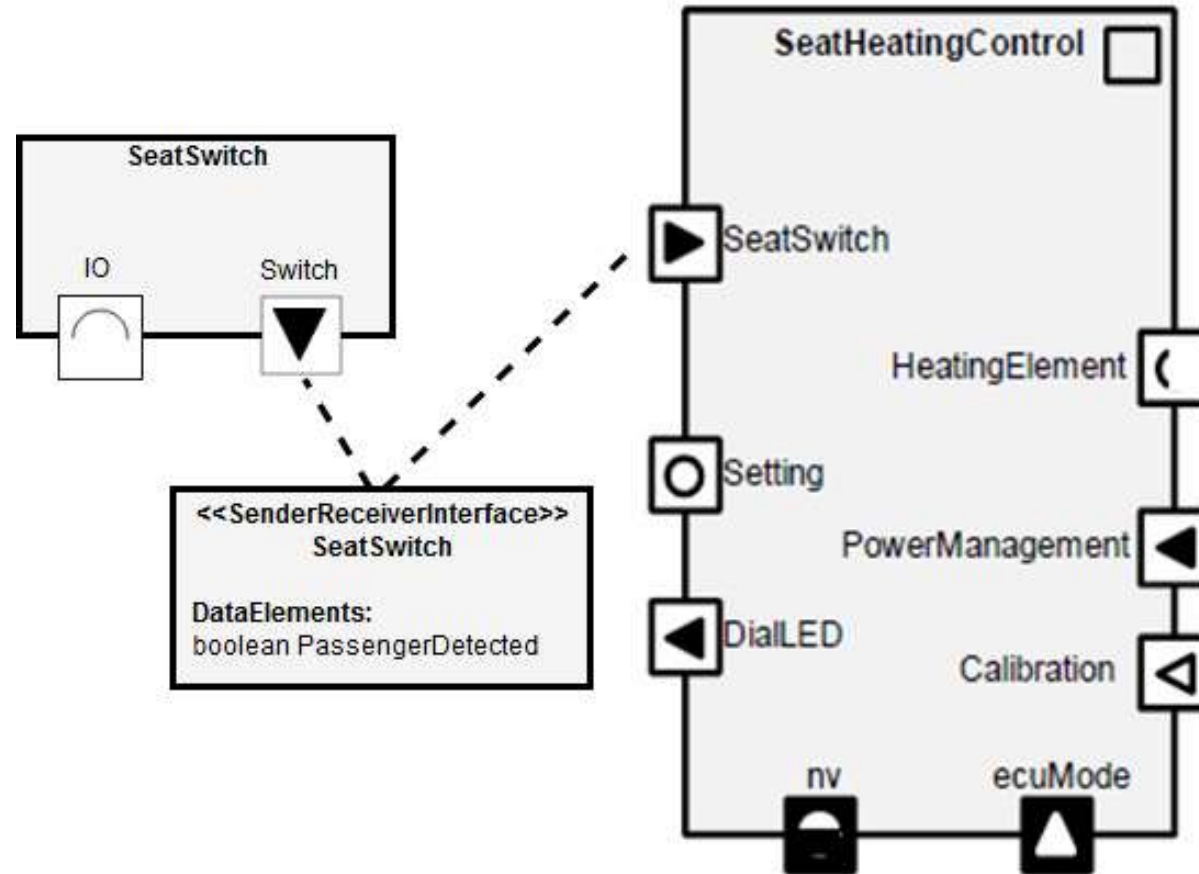 SeatHeatingControl
SeatSwitch
IO
Switch
SeatSwitch
HeatingElement
Setting
<<SenderReceiverInterface>>
SeatSwitch
PowerManagement
DataElements:
boolean PassengerDetected
DialLED
Calibration
nv
ecuMode